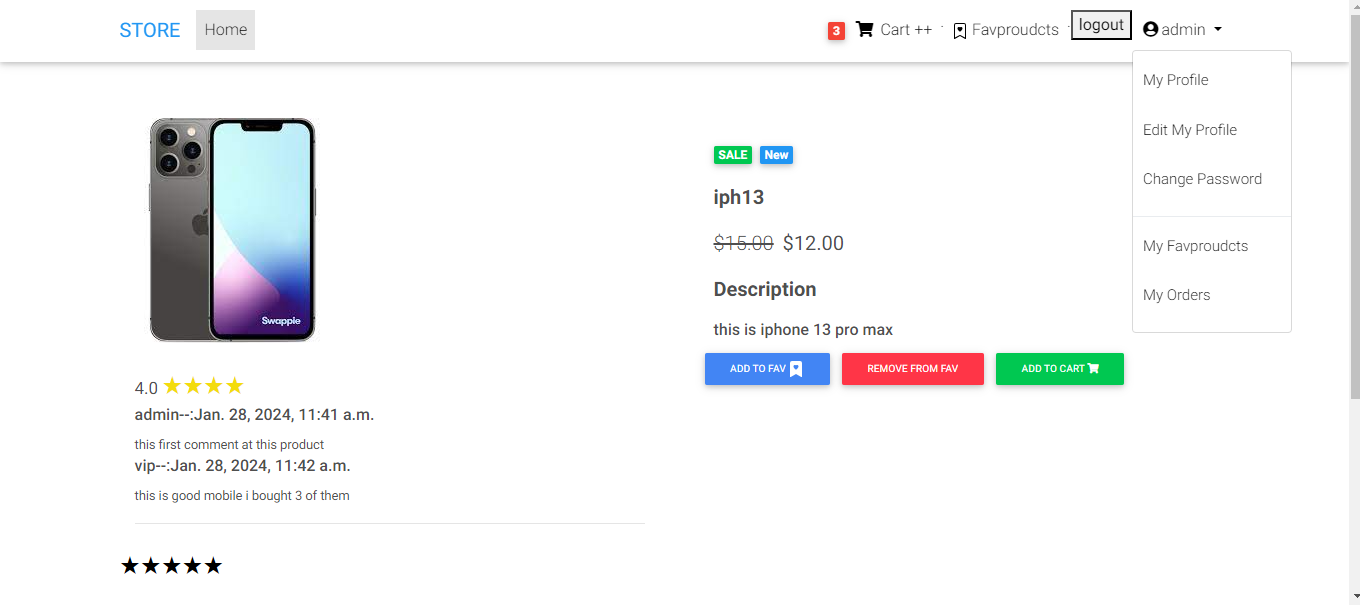 STORE Home 3 Cart ++ Favproudcts logout admin
My Profile
Edit My Profile
Change Password
My Favproudcts
My Orders
Swappie
SALE New
iph13
$15.00 $12.00
Description
this is iphone 13 pro max
ADD TO FAV REMOVE FROM FAV ADD TO CART
4.0 ★★★★
admin--:Jan. 28, 2024, 11:41 a.m.
this first comment at this product
vip--:Jan. 28, 2024, 11:42 a.m.
this is good mobile i bought 3 of them
★★★★★